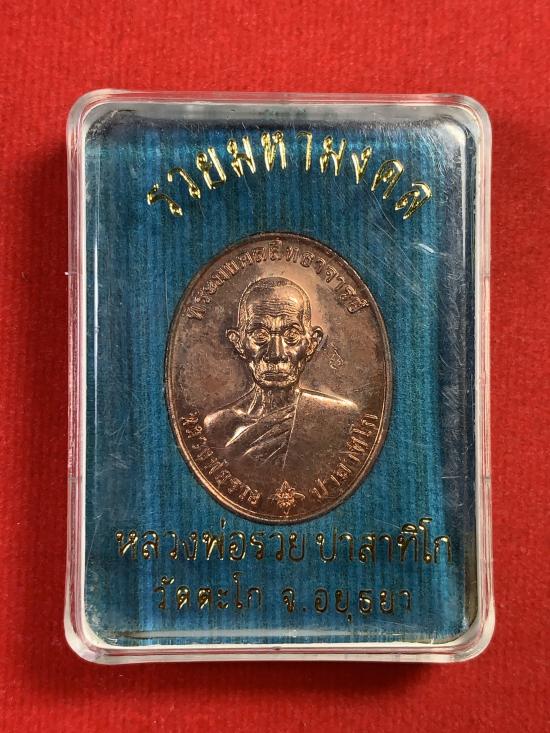 รวยมหามงคล
พระมงคลสิทธาจารย์
หลวงพ่อรวย ปาสาทิโก
หลวงพ่อรวย ปาสาทิโก
วัดตะโก จ.อยุธยา